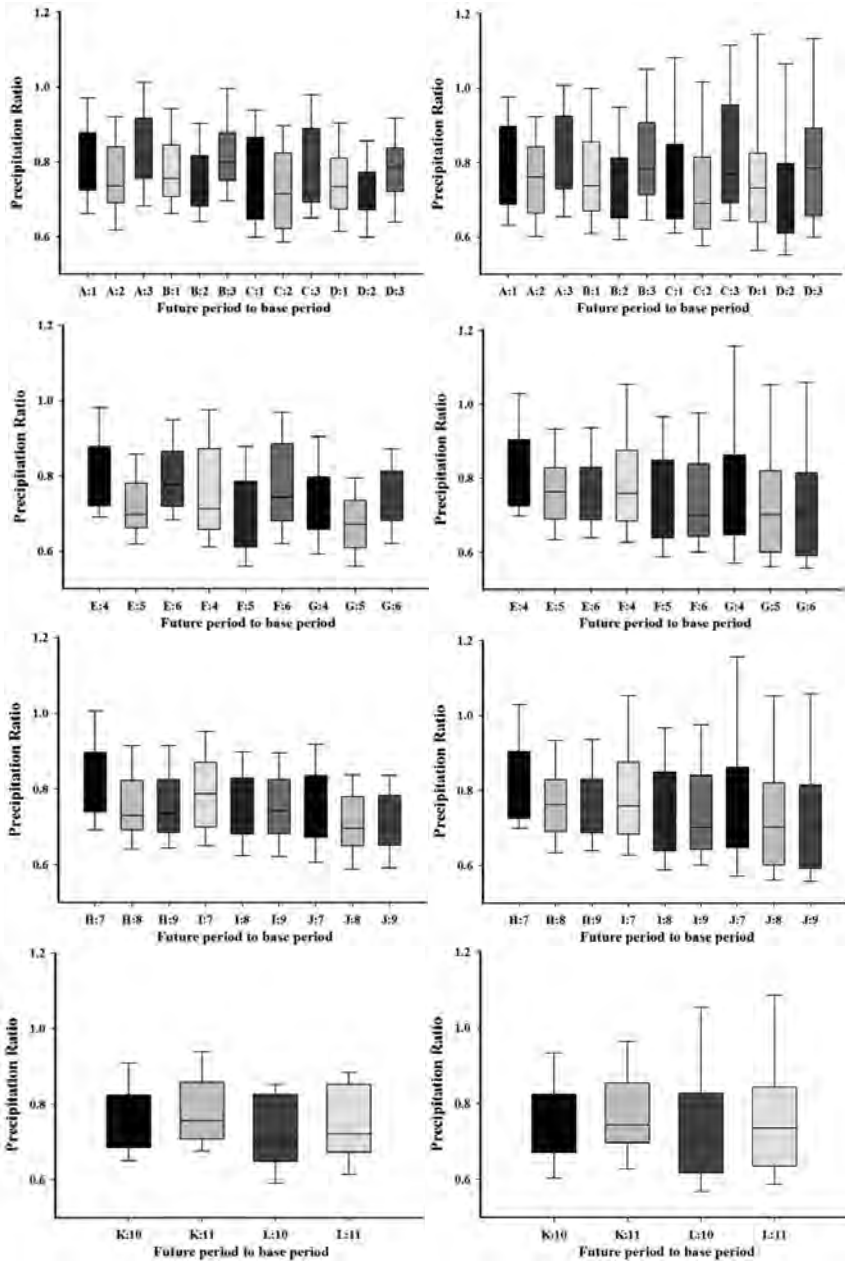 Precipitation Ratio
1.2
1.0
0.8
0.6
A:1 A:2 A:3 B:1 B:2 B:3 C:1 C:2 C:3 D:1 D:2 D:3
Future period to base period
Precipitation Ratio
1.2
1.0
0.8
0.6
A:1 A:2 A:3 B:1 B:2 B:3 C:1 C:2 C:3 D:1 D:2 D:3
Future period to base period
Precipitation Ratio
1.2
1.0
0.8
0.6
E:4 E:5 E:6 F:4 F:5 F:6 G:4 G:5 G:6
Future period to base period
Precipitation Ratio
1.2
1.0
0.8
0.6
E:4 E:5 E:6 F:4 F:5 F:6 G:4 G:5 G:6
Future period to base period
Precipitation Ratio
1.2
1.0
0.8
0.6
H:7 H:8 H:9 I:7 I:8 I:9 J:7 J:8 J:9
Future period to base period
Precipitation Ratio
1.2
1.0
0.8
0.6
H:7 H:8 H:9 I:7 I:8 I:9 J:7 J:8 J:9
Future period to base period
Precipitation Ratio
1.2
1.0
0.8
0.6
K:10 K:11 L:10 L:11
Future period to base period
Precipitation Ratio
1.2
1.0
0.8
0.6
K:10 K:11 L:10 L:11
Future period to base period